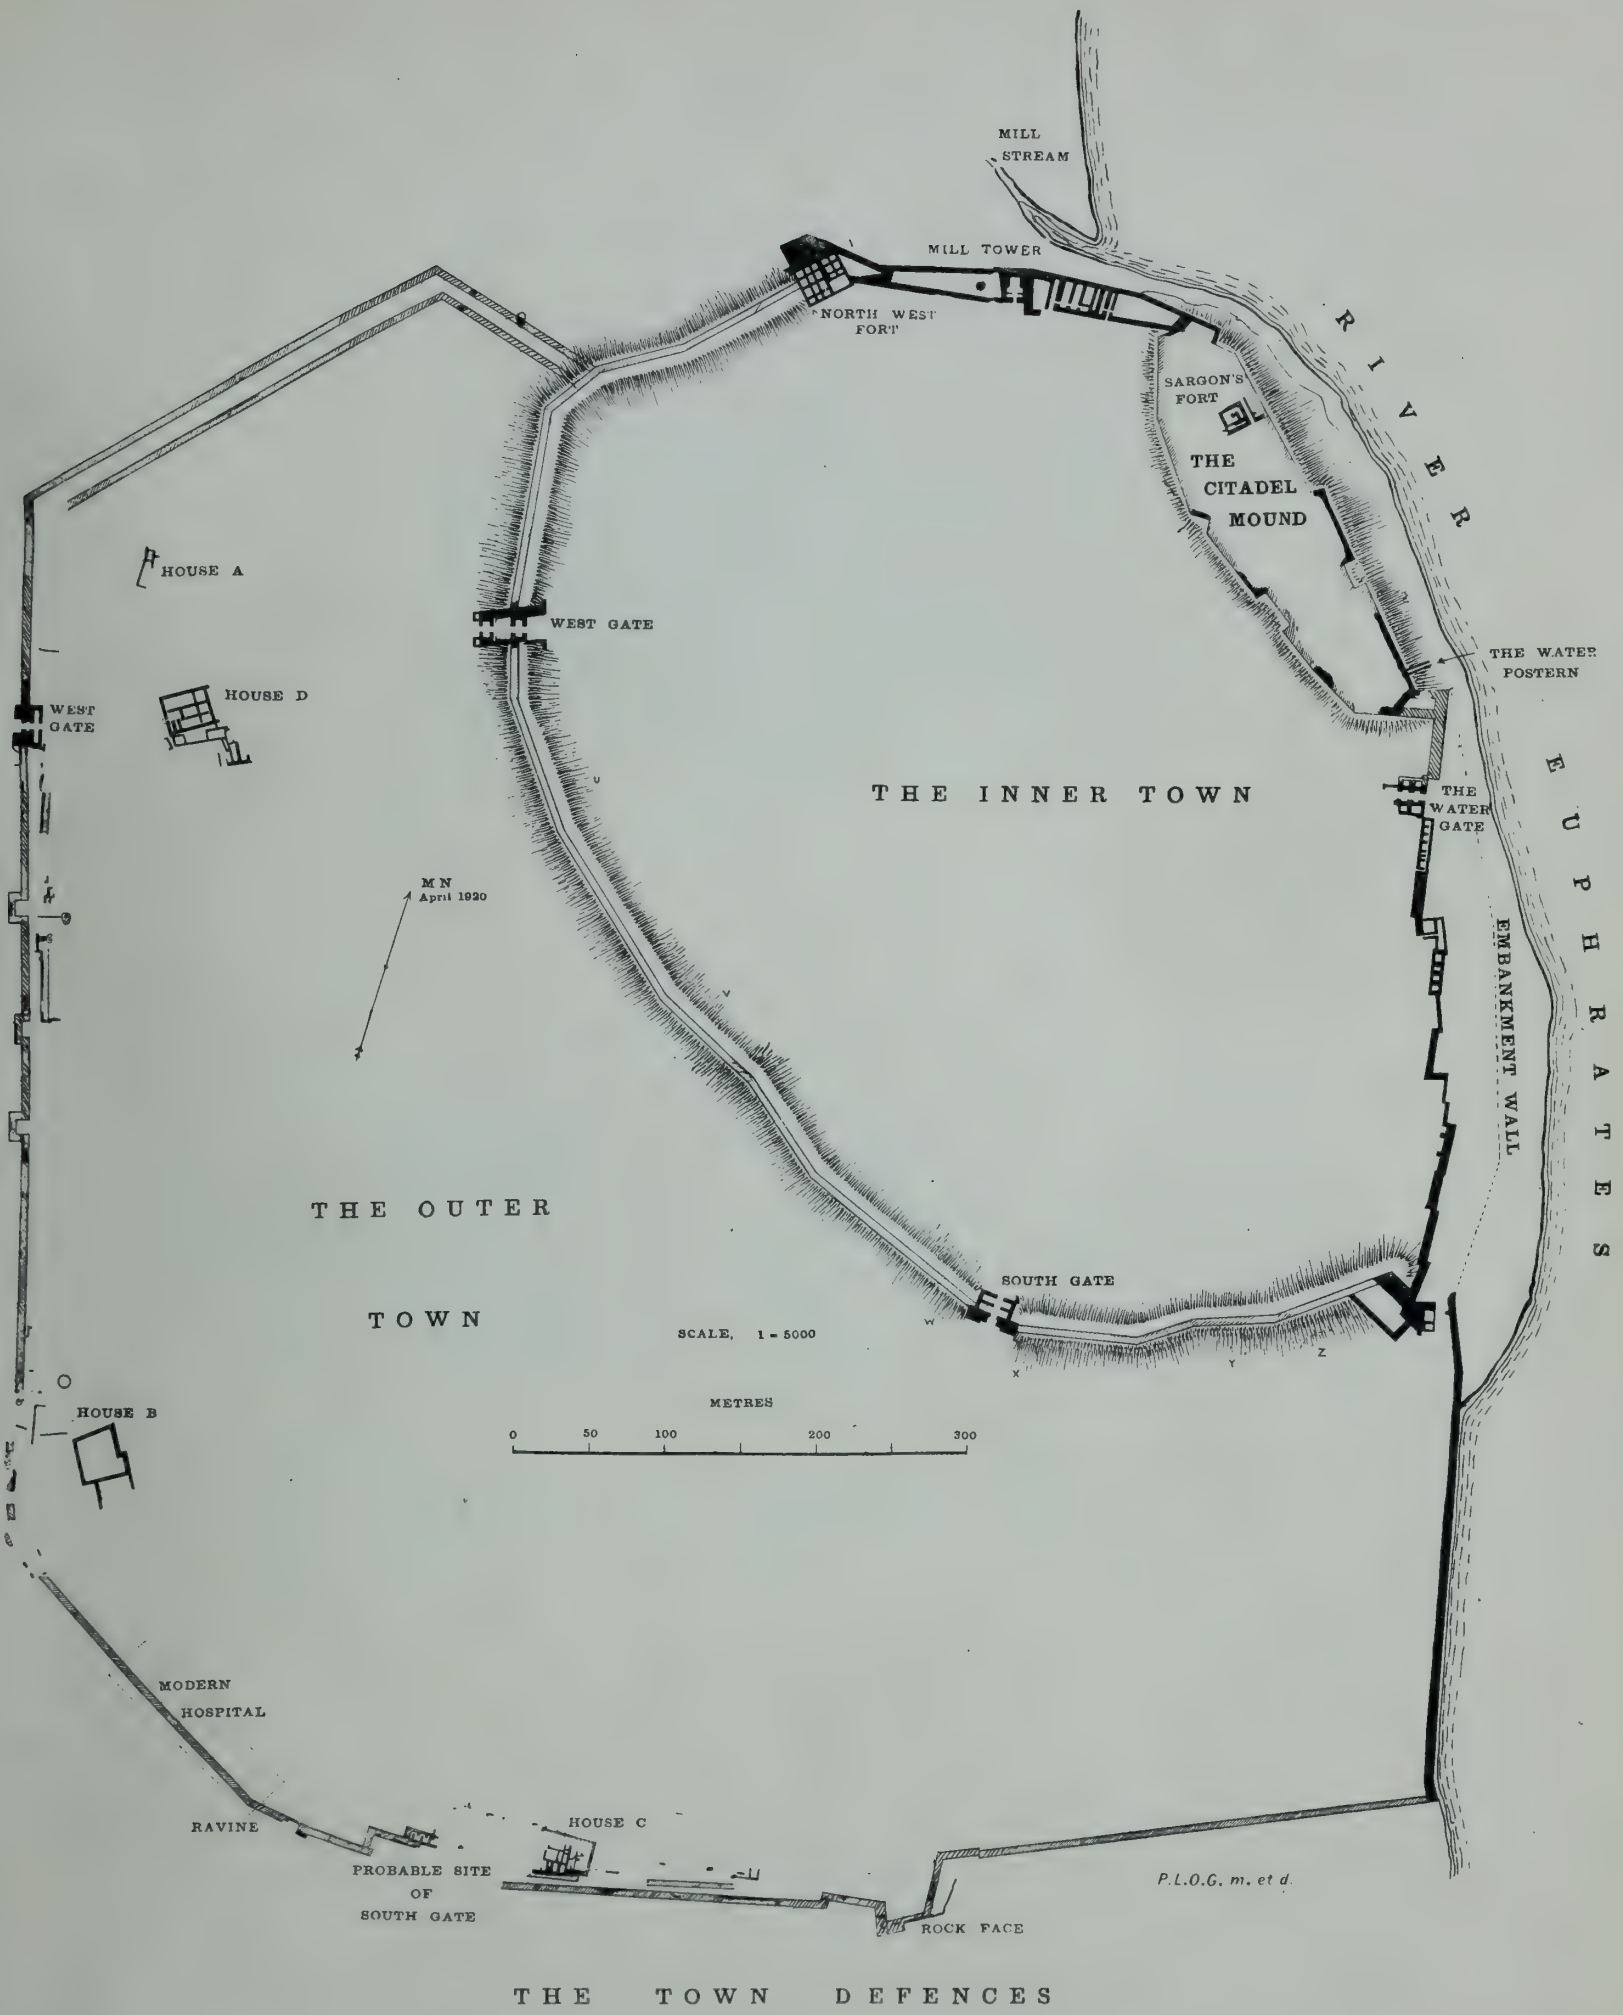 MILL
STREAM
MILL TOWER
NORTH WEST
FORT
RIVER EUPHRATES
SARGON'S
FORT
THE
CITADEL
MOUND
HOUSE A
WEST GATE
THE WATER
POSTERN
HOUSE D
WEST
GATE
U
THE INNER TOWN
THE
WATER
GATE
M N
April 1920
EMBANKMENT WALL
V
THE OUTER
TOWN
SOUTH GATE
W
X
Y
Z
SCALE, 1 = 5000
METRES
0 50 100 200 300
HOUSE B
MODERN
HOSPITAL
RAVINE
HOUSE C
PROBABLE SITE
OF
SOUTH GATE
ROCK FACE
P.L.O.G. m. et d.
THE TOWN DEFENCES